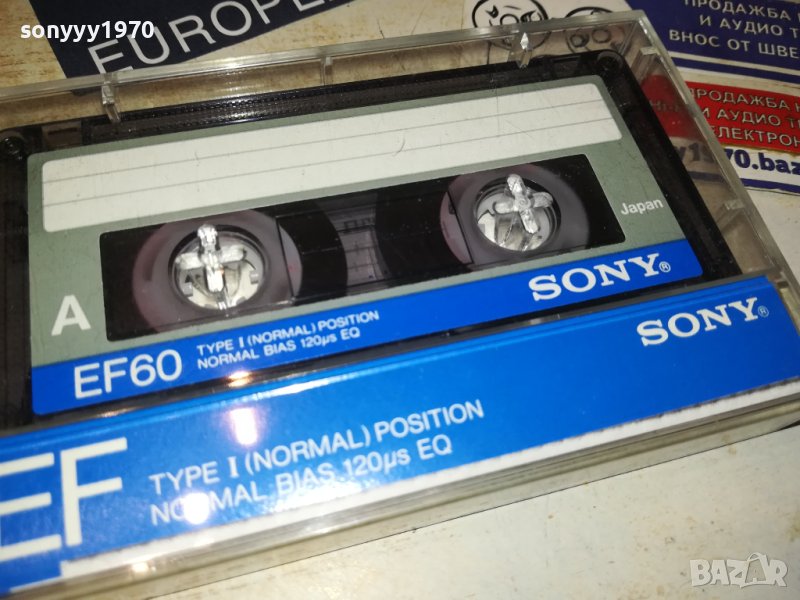 sonyyy1970
EUROPE
ПРОДАЖБА
И АУДИО
ВНОС ОТ ШВЕ
ПРОДАЖБА
И АУДИО
ЕЛЕКТРОН
1970.baz
Japan
A
SONY®
EF60
TYPE I (NORMAL) POSITION
NORMAL BIAS 120μs EQ
SONY®
EF
TYPE I (NORMAL) POSITION
NORMAL BIAS 120μs EQ
BAZAR